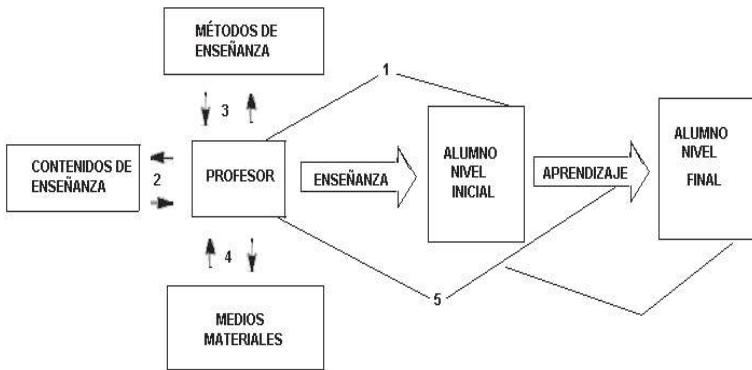 MÉTODOS DE
ENSEÑANZA
1
3
CONTENIDOS DE
ENSEÑANZA
2
PROFESOR
ENSEÑANZA
ALUMNO
NIVEL
INICIAL
APRENDIZAJE
ALUMNO
NIVEL
FINAL
4
5
MEDIOS
MATERIALES